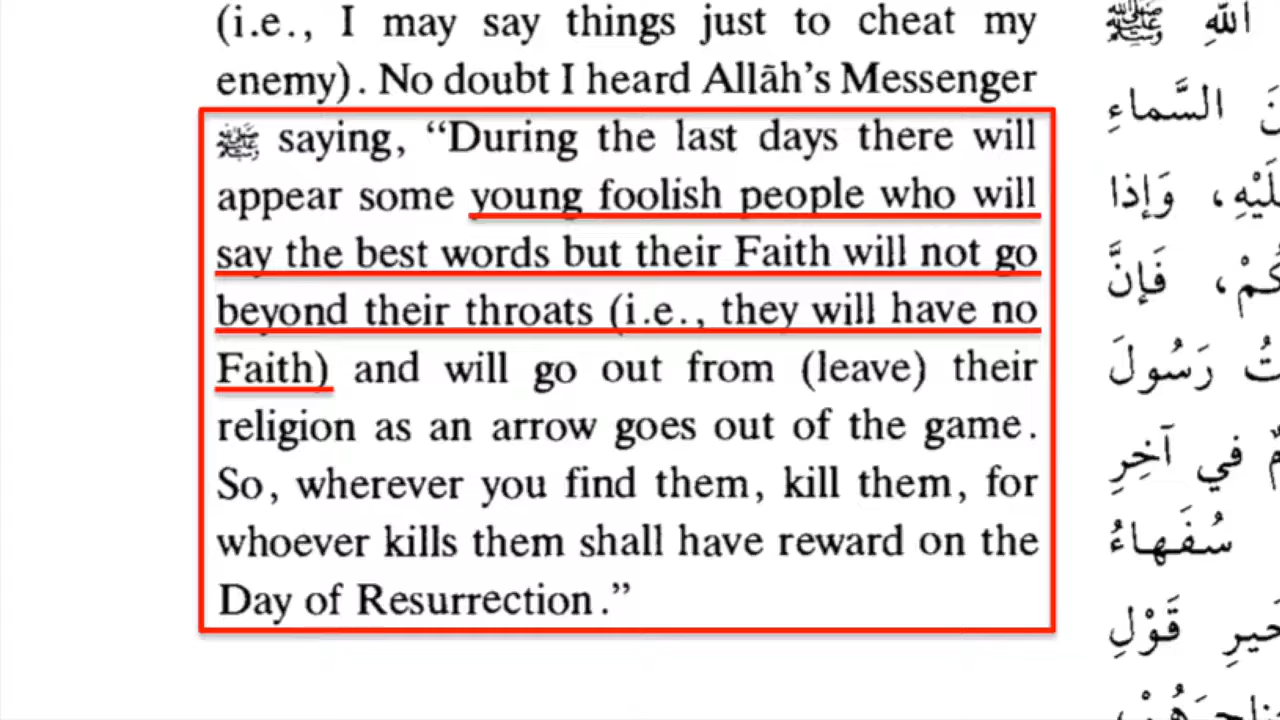 (i.e., I may say things just to cheat my
enemy). No doubt I heard Allāh's Messenger
ﷺ saying, “During the last days there will
appear some young foolish people who will
say the best words but their Faith will not go
beyond their throats (i.e., they will have no
Faith) and will go out from (leave) their
religion as an arrow goes out of the game.
So, wherever you find them, kill them, for
whoever kills them shall have reward on the
Day of Resurrection.”
اللهِ ﷺ
السَّماءِ
وَإذا
فَإنَّ
رَسُولَ
في آخِرِ
سُفَهاءُ
قَوْلِ